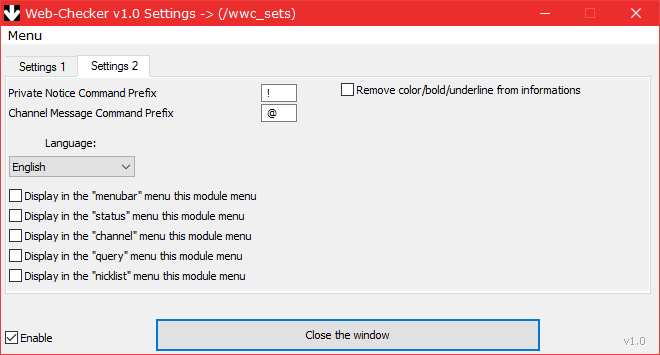 Web-Checker v1.0 Settings -> (/wwc_sets)
Menu
Settings 1
Settings 2
Private Notice Command Prefix
!
Remove color/bold/underline from informations
Channel Message Command Prefix
@
Language:
English
Display in the "menubar" menu this module menu
Display in the "status" menu this module menu
Display in the "channel" menu this module menu
Display in the "query" menu this module menu
Display in the "nicklist" menu this module menu
Enable
Close the window
v1.0